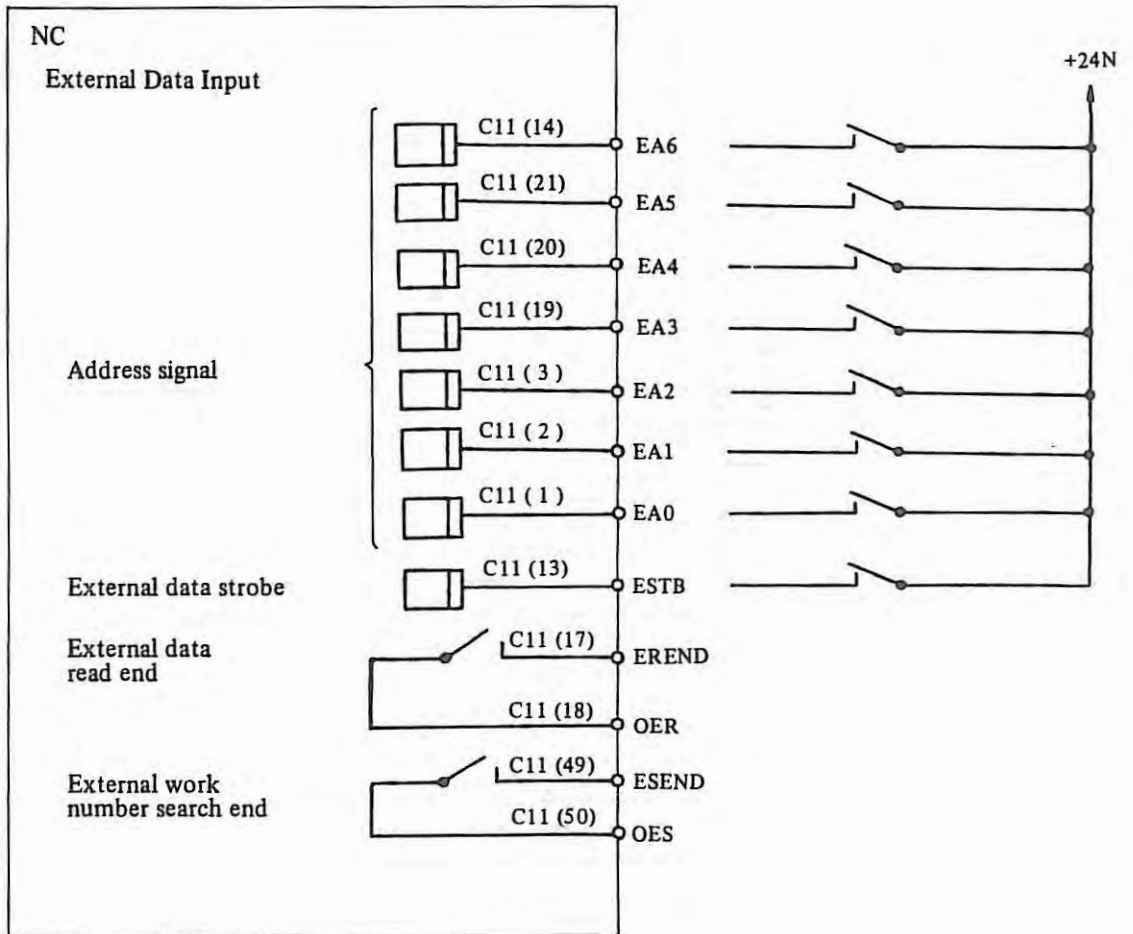 NC
External Data Input
+24N
C11 (14) EA6
C11 (21) EA5
C11 (20) EA4
C11 (19) EA3
Address signal
C11 ( 3 ) EA2
C11 ( 2 ) EA1
C11 ( 1 ) EA0
External data strobe C11 (13) ESTB
External data
read end
C11 (17) EREND
C11 (18) OER
External work
number search end
C11 (49) ESEND
C11 (50) OES